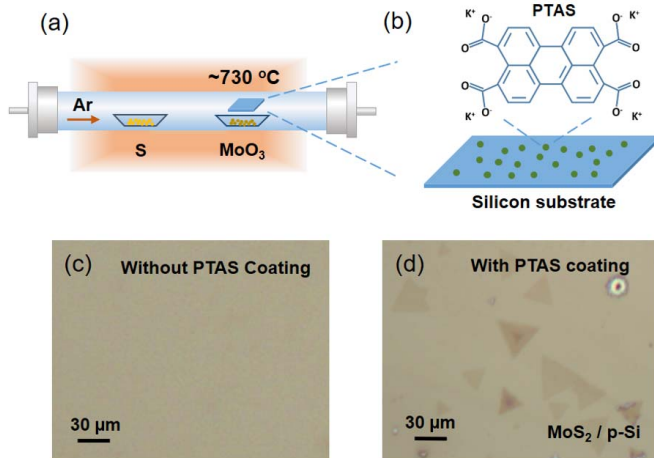 (a)
~730 °C
Ar
S
MoO₃
(b)
PTAS
K⁺
O⁻
O
O⁻
K⁺
O
O
O⁻
K⁺
O
O⁻
K⁺
Silicon substrate
(c) Without PTAS Coating
30 µm
(d) With PTAS coating
30 µm
MoS₂ / p-Si